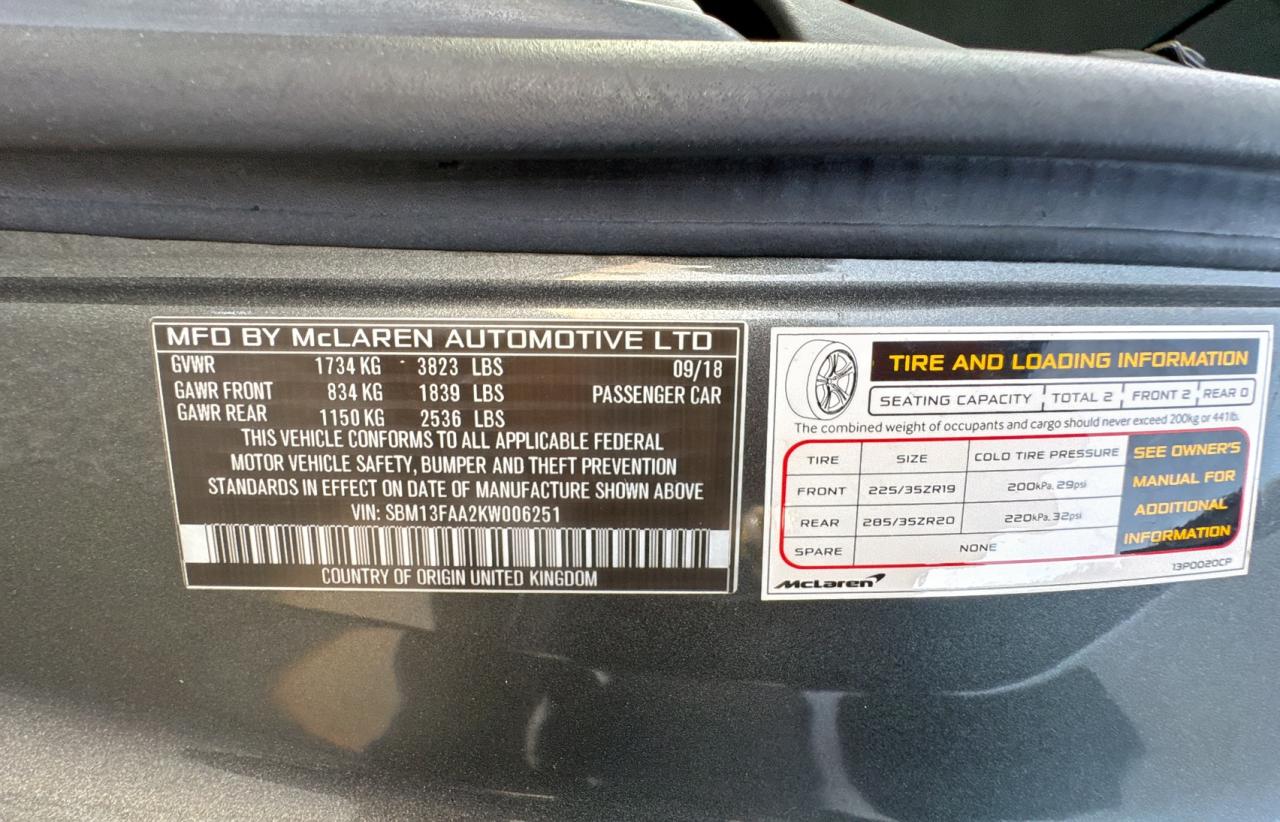 MFD BY McLAREN AUTOMOTIVE LTD
GVWR 1734 KG - 3823 LBS 09/18
GAWR FRONT 834 KG 1839 LBS PASSENGER CAR
GAWR REAR 1150 KG 2536 LBS
THIS VEHICLE CONFORMS TO ALL APPLICABLE FEDERAL
MOTOR VEHICLE SAFETY, BUMPER AND THEFT PREVENTION
STANDARDS IN EFFECT ON DATE OF MANUFACTURE SHOWN ABOVE
VIN: SBM13FAA2KW006251
COUNTRY OF ORIGIN UNITED KINGDOM
TIRE AND LOADING INFORMATION
SEATING CAPACITY TOTAL 2 FRONT 2 REAR 0
The combined weight of occupants and cargo should never exceed 200kg or 441lb.
TIRE SIZE COLD TIRE PRESSURE
FRONT 225/35ZR19 200kPa, 29psi
REAR 285/35ZR20 220kPa, 32psi
SPARE NONE
SEE OWNER'S
MANUAL FOR
ADDITIONAL
INFORMATION
McLaren
13P0020CP